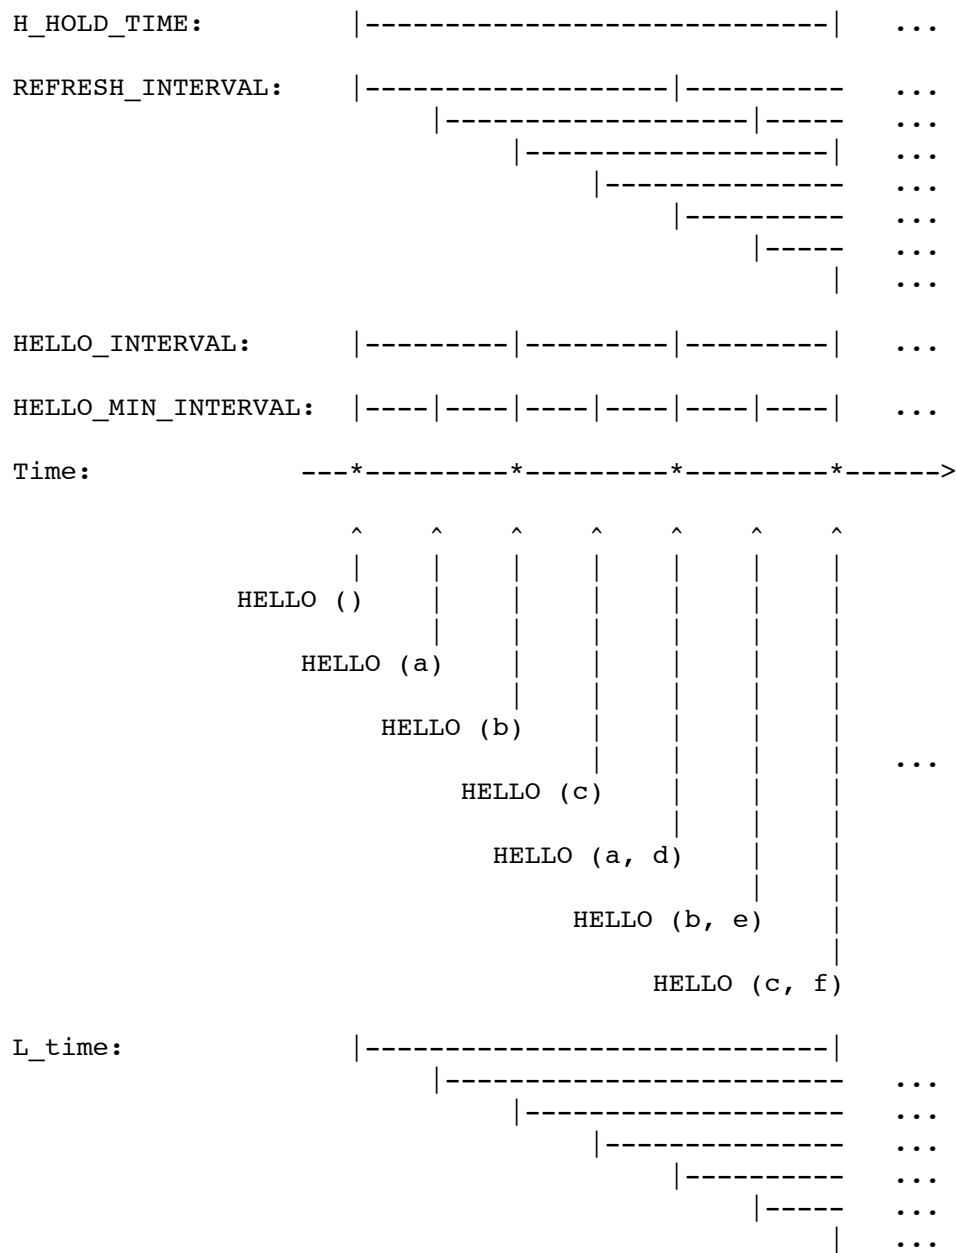 H_HOLD_TIME:         |-----------------------------|   ...
REFRESH_INTERVAL:    |-------------------|----------   ...
                          |-------------------|-----   ...
                               |-------------------|   ...
                                    |---------------   ...
                                         |----------   ...
                                              |-----   ...
                                                   |   ...
HELLO_INTERVAL:      |---------|---------|---------|   ...
HELLO_MIN_INTERVAL:  |----|----|----|----|----|----|   ...
Time:             ---*---------*---------*---------*------>
                     ^    ^    ^    ^    ^    ^    ^
                     |    |    |    |    |    |    |
              HELLO ()    |    |    |    |    |    |
                          |    |    |    |    |    |
                  HELLO (a)    |    |    |    |    |
                               |    |    |    |    |
                       HELLO (b)    |    |    |    |
                                    |    |    |    |   ...
                            HELLO (c)    |    |    |
                                         |    |    |
                              HELLO (a, d)    |    |
                                              |    |
                                   HELLO (b, e)    |
                                                   |
                                        HELLO (c, f)
L_time:              |-----------------------------|
                          |-------------------------   ...
                               |--------------------   ...
                                    |---------------   ...
                                         |----------   ...
                                              |-----   ...
                                                   |   ...